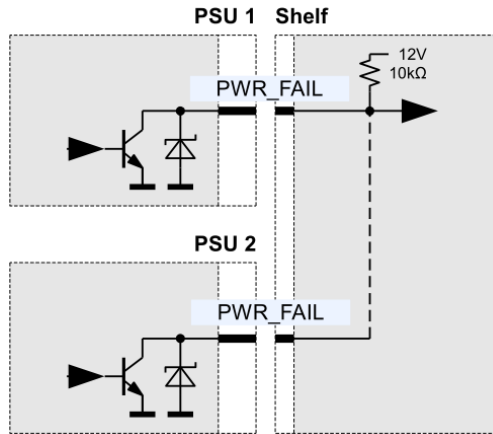 PSU 1 Shelf
12V
10kΩ
PWR_FAIL
PSU 2
PWR_FAIL